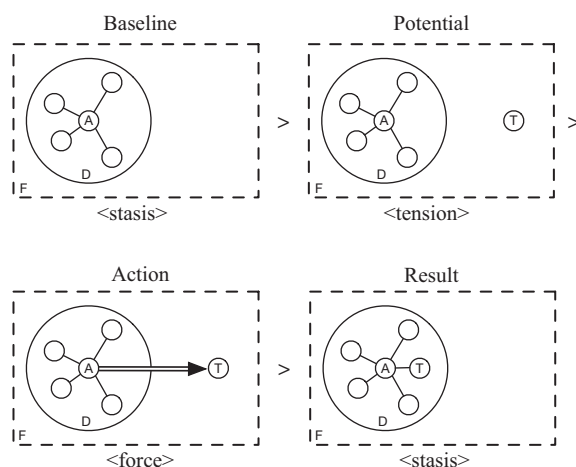 Baseline
Potential
A
D
F
>
A
T
D
F
>
<stasis>
<tension>
Action
Result
A
T
D
F
>
A
T
D
F
<force>
<stasis>